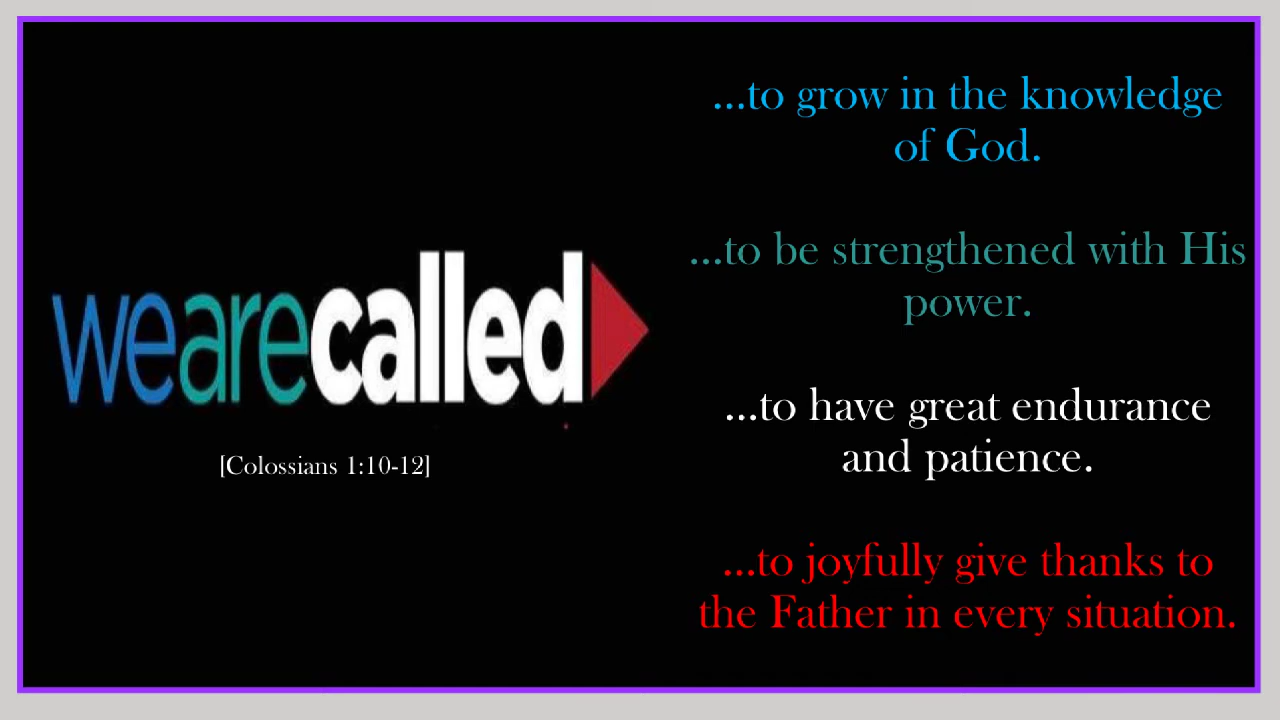 wearecalled
[Colossians 1:10-12]
...to grow in the knowledge
of God.
...to be strengthened with His
power.
...to have great endurance
and patience.
...to joyfully give thanks to
the Father in every situation.